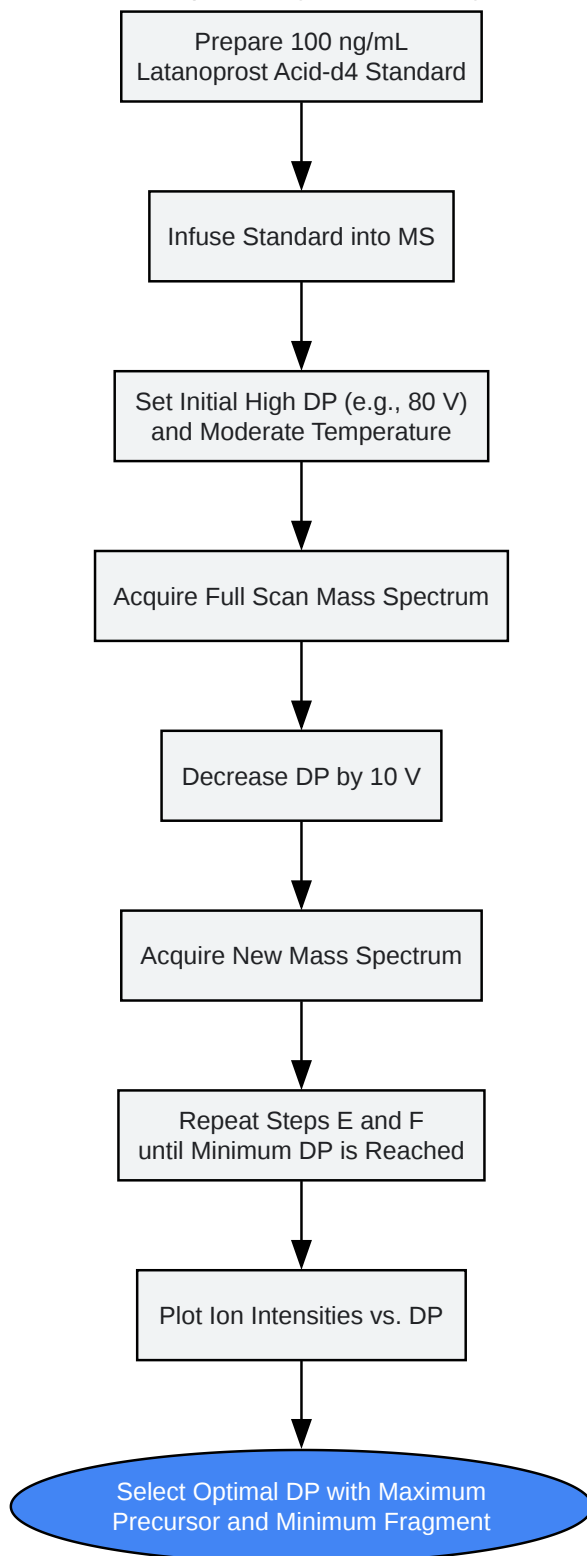 Prepare 100 ng/mL
Latanoprost Acid-d4 Standard
Infuse Standard into MS
Set Initial High DP (e.g., 80 V)
and Moderate Temperature
Acquire Full Scan Mass Spectrum
Decrease DP by 10 V
Acquire New Mass Spectrum
Repeat Steps E and F
until Minimum DP is Reached
Plot Ion Intensities vs. DP
Select Optimal DP with Maximum
Precursor and Minimum Fragment